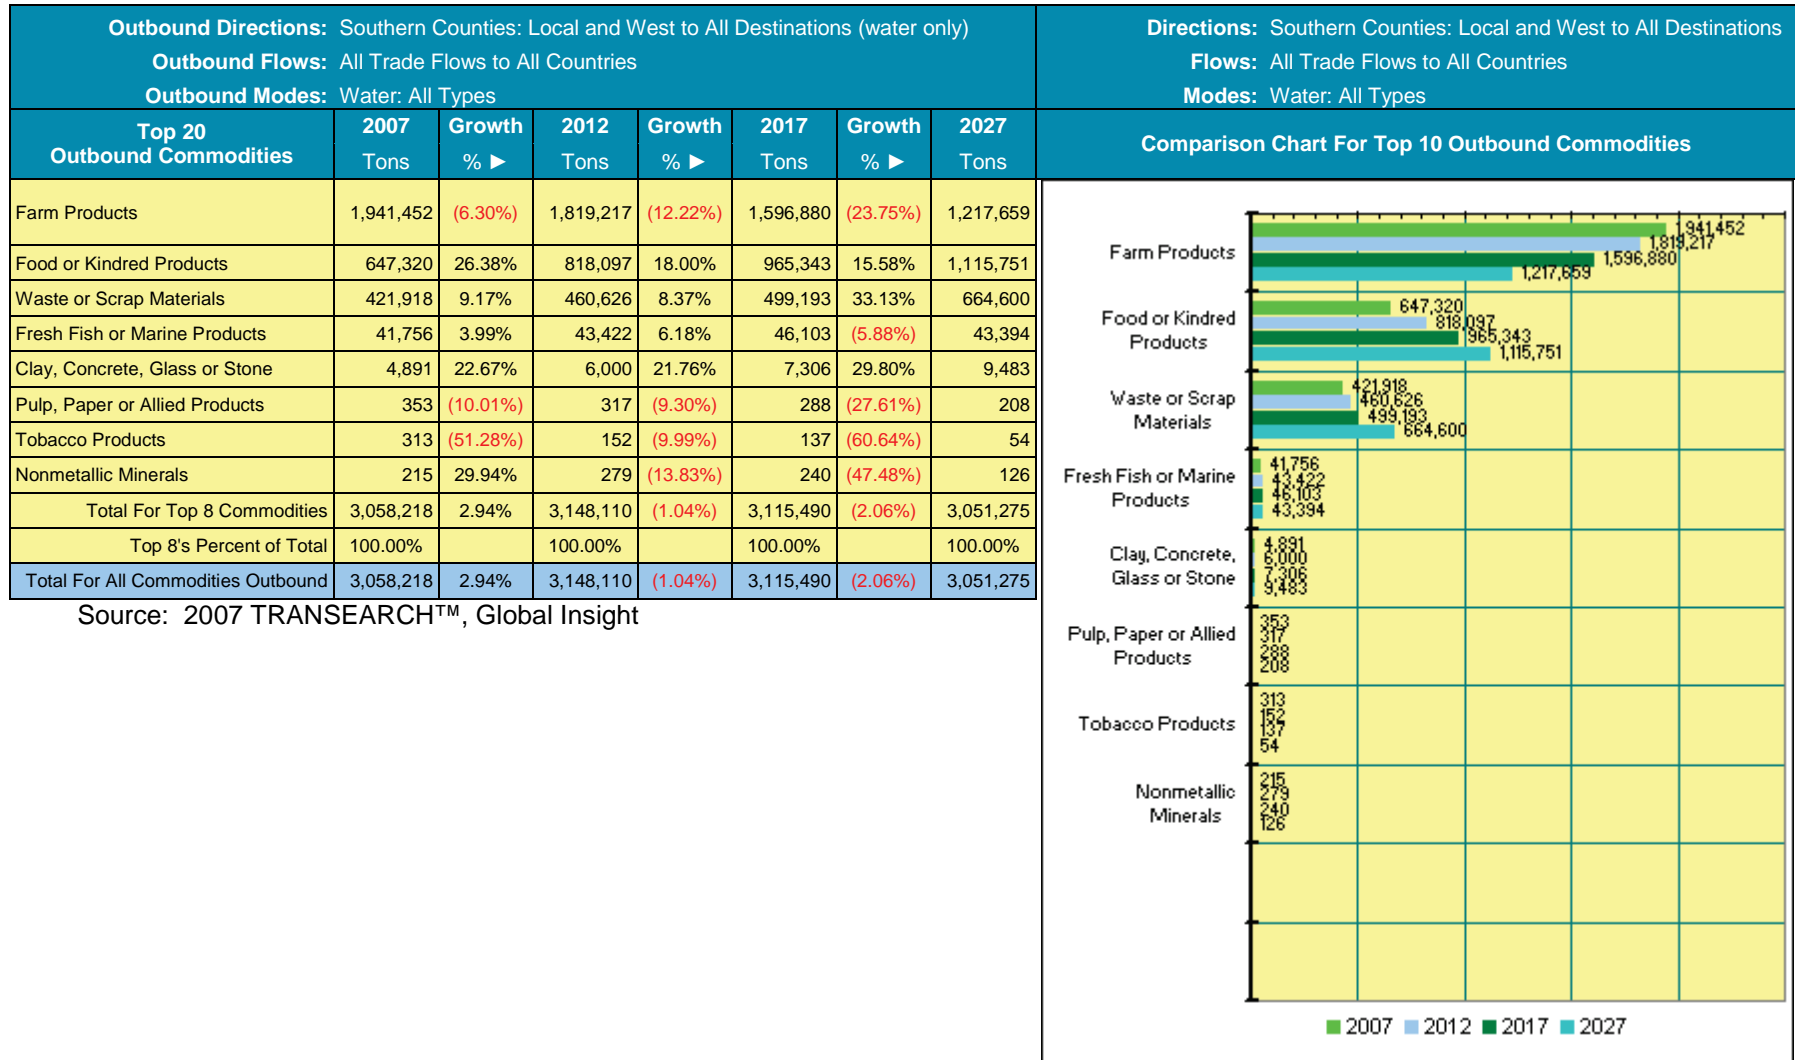 Outbound Directions: Southern Counties: Local and West to All Destinations (water only)
Outbound Flows: All Trade Flows to All Countries
Outbound Modes: Water: All Types
Top 20 Outbound Commodities 2007 Tons Growth % ► 2012 Tons Growth % ► 2017 Tons Growth % ► 2027 Tons
Farm Products 1,941,452 (6.30%) 1,819,217 (12.22%) 1,596,880 (23.75%) 1,217,659
Food or Kindred Products 647,320 26.38% 818,097 18.00% 965,343 15.58% 1,115,751
Waste or Scrap Materials 421,918 9.17% 460,626 8.37% 499,193 33.13% 664,600
Fresh Fish or Marine Products 41,756 3.99% 43,422 6.18% 46,103 (5.88%) 43,394
Clay, Concrete, Glass or Stone 4,891 22.67% 6,000 21.76% 7,306 29.80% 9,483
Pulp, Paper or Allied Products 353 (10.01%) 317 (9.30%) 288 (27.61%) 208
Tobacco Products 313 (51.28%) 152 (9.99%) 137 (60.64%) 54
Nonmetallic Minerals 215 29.94% 279 (13.83%) 240 (47.48%) 126
Total For Top 8 Commodities 3,058,218 2.94% 3,148,110 (1.04%) 3,115,490 (2.06%) 3,051,275
Top 8's Percent of Total 100.00% 100.00% 100.00% 100.00%
Total For All Commodities Outbound 3,058,218 2.94% 3,148,110 (1.04%) 3,115,490 (2.06%) 3,051,275
Source: 2007 TRANSEARCH™, Global Insight
Directions: Southern Counties: Local and West to All Destinations
Flows: All Trade Flows to All Countries
Modes: Water: All Types
Comparison Chart For Top 10 Outbound Commodities
Farm Products
1,941,452
1,819,217
1,596,880
1,217,659
Food or Kindred
Products
647,320
818,097
965,343
1,115,751
Waste or Scrap
Materials
421,918
460,626
499,193
664,600
Fresh Fish or Marine
Products
41,756
43,422
46,103
43,394
Clay, Concrete,
Glass or Stone
4,891
6,000
7,306
9,483
Pulp, Paper or Allied
Products
353
317
288
208
Tobacco Products
313
152
137
54
Nonmetallic
Minerals
215
279
240
126
2007 2012 2017 2027